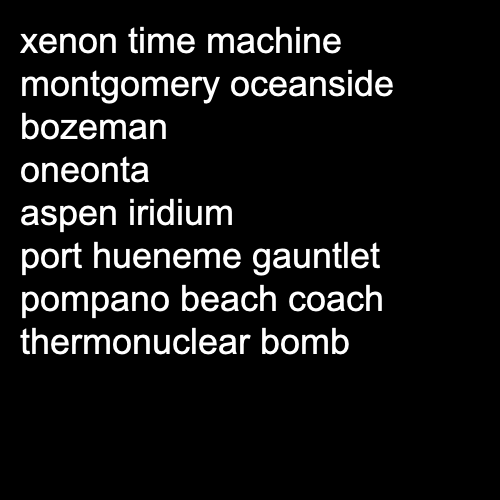 xenon time machine
montgomery oceanside
bozeman
oneonta
aspen iridium
port hueneme gauntlet
pompano beach coach
thermonuclear bomb